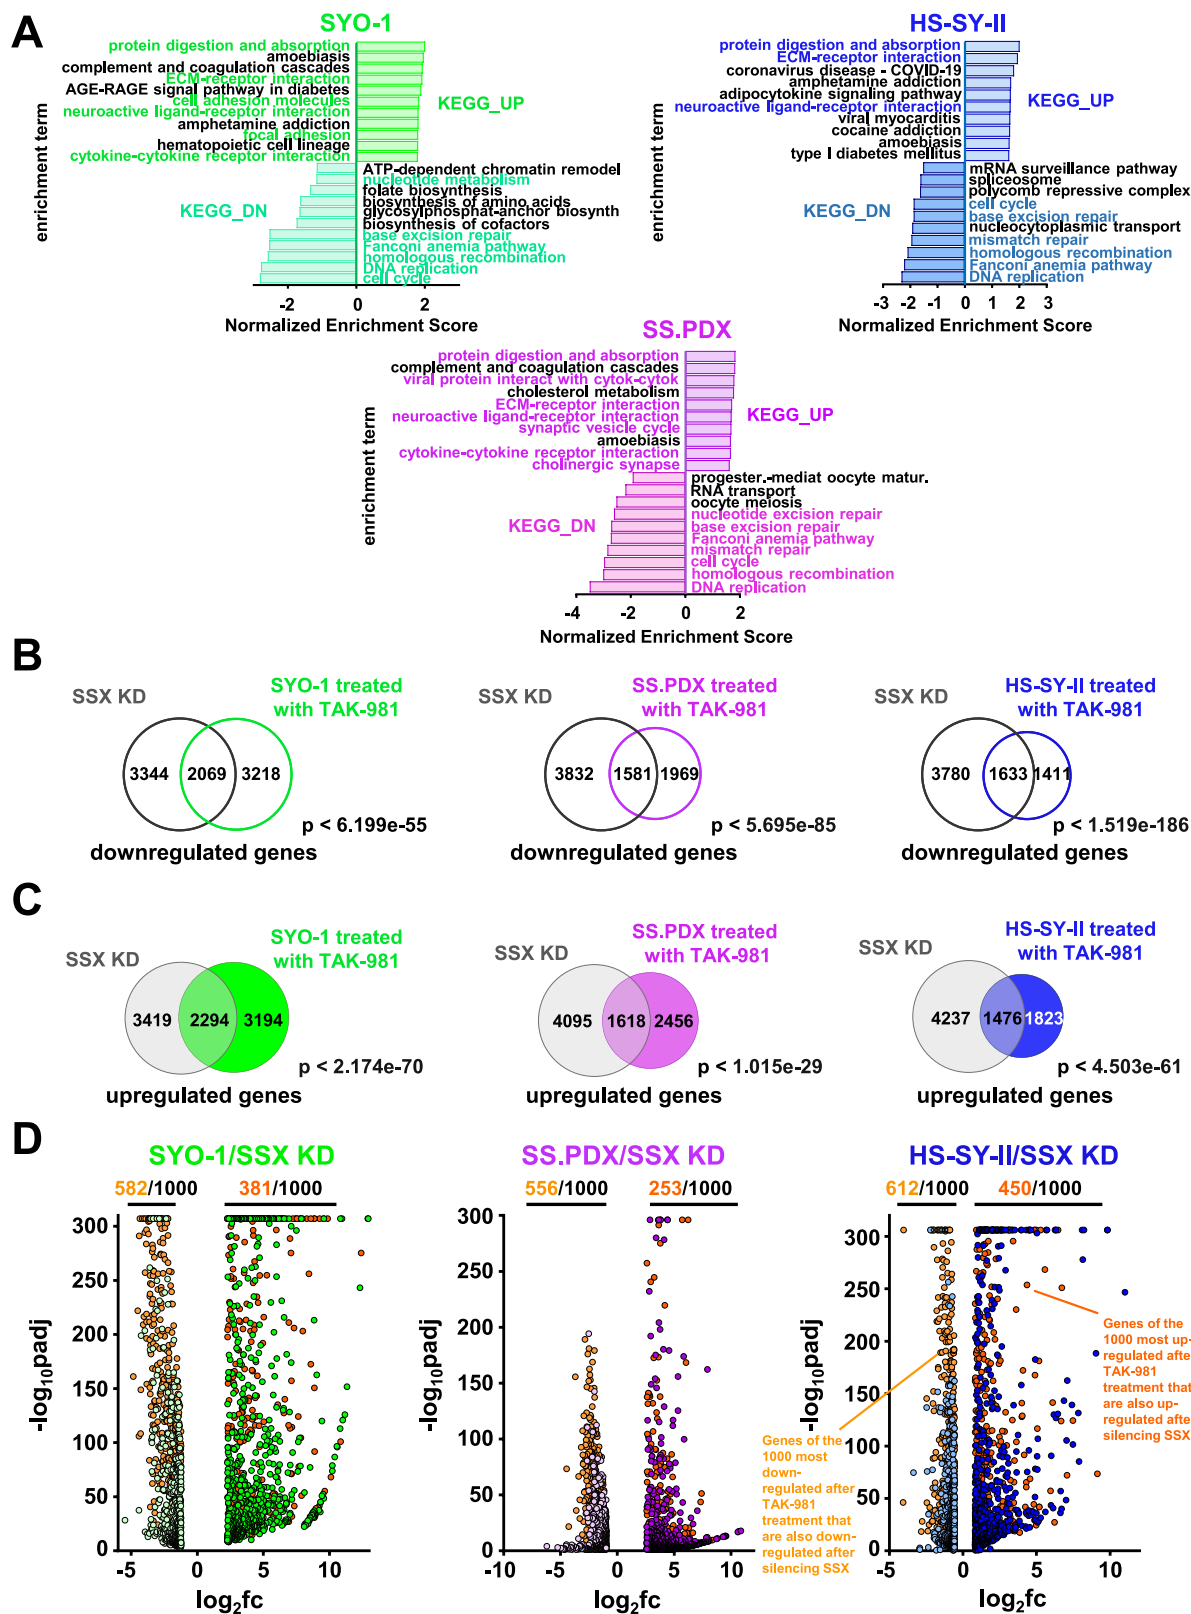 A
SYO-1
protein digestion and absorption
amoebiasis
complement and coagulation cascades
ECM-receptor interaction
AGE-RAGE signal pathway in diabetes
cell adhesion molecules
neuroactive ligand-receptor interaction
amphetamine addiction
focal adhesion
hematopoietic cell lineage
cytokine-cytokine receptor interaction
KEGG_UP
enrichment term
ATP-dependent chromatin remodel
nucleotide metabolism
folate biosynthesis
biosynthesis of amino acids
glycosylphosphat-anchor biosynth
biosynthesis of cofactors
base excision repair
Fanconi anemia pathway
homologous recombination
DNA replication
cell cycle
KEGG_DN
-2 0 2
Normalized Enrichment Score
HS-SY-II
protein digestion and absorption
ECM-receptor interaction
coronavirus disease - COVID-19
amphetamine addiction
adipocytokine signaling pathway
neuroactive ligand-receptor interaction
viral myocarditis
cocaine addiction
amoebiasis
type I diabetes mellitus
KEGG_UP
enrichment term
mRNA surveillance pathway
spliceosome
polycomb repressive complex
cell cycle
base excision repair
nucleocytoplasmic transport
mismatch repair
homologous recombination
Fanconi anemia pathway
DNA replication
KEGG_DN
-3 -2 -1 0 1 2 3
Normalized Enrichment Score
SS.PDX
protein digestion and absorption
complement and coagulation cascades
viral protein interact with cytok-cytok
cholesterol metabolism
ECM-receptor interaction
neuroactive ligand-receptor interaction
synaptic vesicle cycle
amoebiasis
cytokine-cytokine receptor interaction
cholinergic synapse
KEGG_UP
enrichment term
progester.-mediat oocyte matur.
RNA transport
oocyte meiosis
nucleotide excision repair
base excision repair
Fanconi anemia pathway
mismatch repair
cell cycle
homologous recombination
DNA replication
KEGG_DN
-4 -2 0 2
Normalized Enrichment Score
B
SSX KD
SYO-1 treated
with TAK-981
3344 2069 3218
p < 6.199e-55
downregulated genes
SSX KD
SS.PDX treated
with TAK-981
3832 1581 1969
p < 5.695e-85
downregulated genes
SSX KD
HS-SY-II treated
with TAK-981
3780 1633 1411
p < 1.519e-186
downregulated genes
C
SSX KD
SYO-1 treated
with TAK-981
3419 2294 3194
p < 2.174e-70
upregulated genes
SSX KD
SS.PDX treated
with TAK-981
4095 1618 2456
p < 1.015e-29
upregulated genes
SSX KD
HS-SY-II treated
with TAK-981
4237 1476 1823
p < 4.503e-61
upregulated genes
D
SYO-1/SSX KD
582/1000 381/1000
300
250
200
150
100
50
0
-log10padj
-5 0 5 10
log2fc
SS.PDX/SSX KD
556/1000 253/1000
300
250
200
150
100
50
0
-log10padj
-10 -5 0 5 10
log2fc
HS-SY-II/SSX KD
612/1000 450/1000
300
250
200
150
100
50
0
-log10padj
-5 0 5 10
log2fc
Genes of the
1000 most
down-
regulated after
TAK-981
treatment that
are also down-
regulated after
silencing SSX
Genes of the
1000 most up-
regulated after
TAK-981
treatment that
are also up-
regulated after
silencing SSX